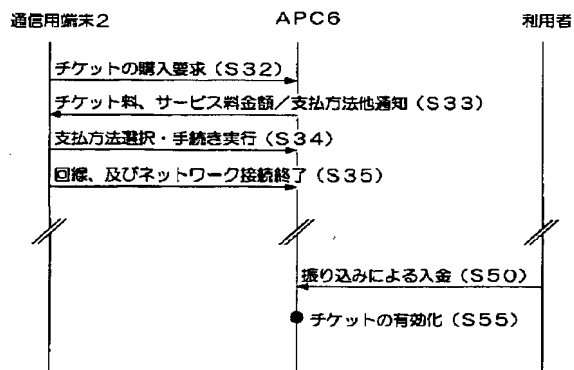 通信用端末2 APC6 利用者
チケットの購入要求(S32)
チケット料、サービス料金額/支払方法他通知(S33)
支払方法選択・手続き実行(S34)
回線、及びネットワーク接続終了(S35)
振り込みによる入金(S50)
チケットの有効化(S55)